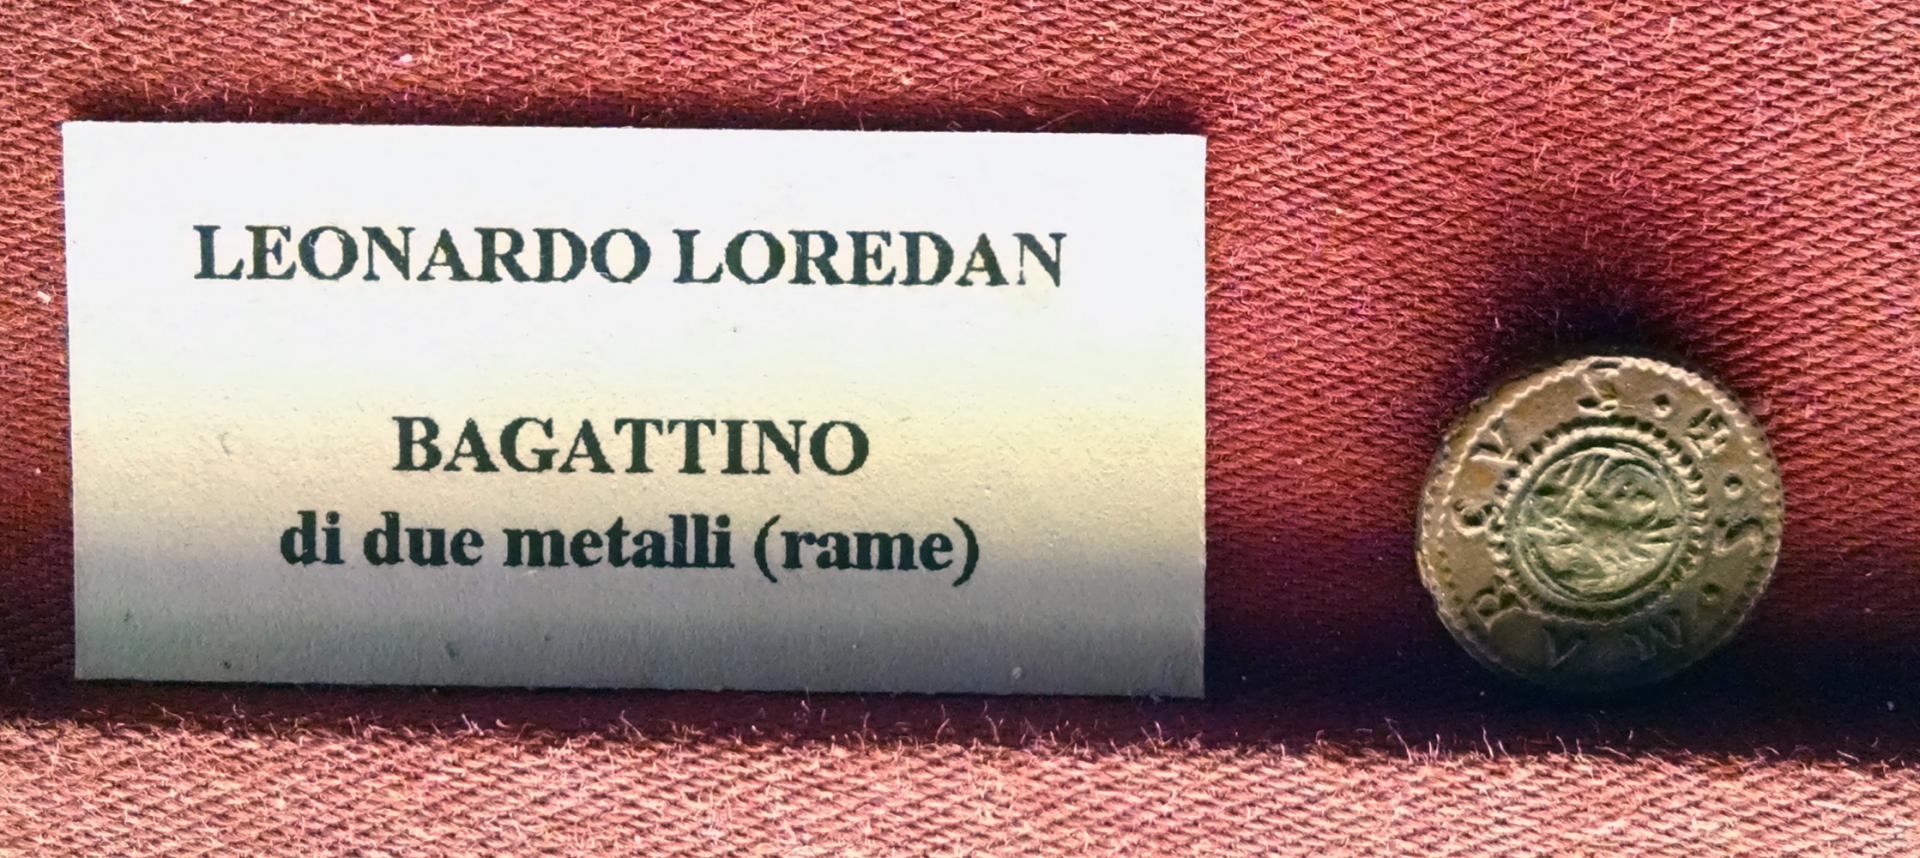 LEONARDO LOREDAN
BAGATTINO
di due metalli (rame)